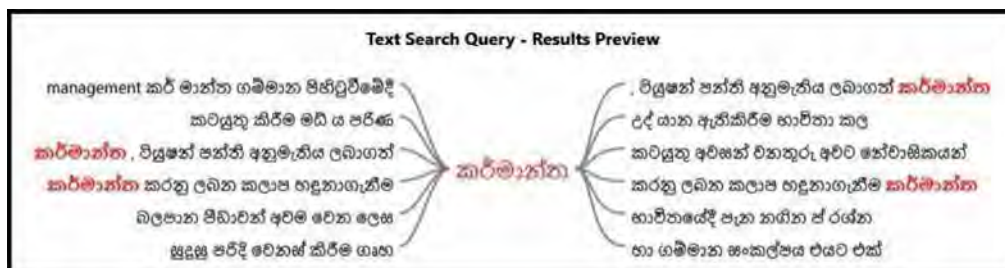 Text Search Query - Results Preview
management කර් මාන්ත ගම්මාන පිහිටුවීමේදී
කටයුතු කිරීම මධ් ය පරිණ
කර්මාන්ත , ටියුෂන් පන්ති අනුමැතිය ලබාගත්
කර්මාන්ත කරනු ලබන කලාප හඳුනාගැනීම
බලපාන පීඩාවන් අවම වෙන ලෙස
සුදුසු පරිදි වෙනස් කිරීම ගෘහ
කර්මාන්ත
, ටියුෂන් පන්ති අනුමැතිය ලබාගත් කර්මාන්ත
උද් යාන ඇතිකිරීම භාවිතා කල
කටයුතු අවසන් වනතුරු අවට නේවාසිකයන්
කරනු ලබන කලාප හඳුනාගැනීම කර්මාන්ත
භාවිතයේදී පැන නගින ප් රශ්න
හා ගම්මාන සංකල්පය එයට එක්